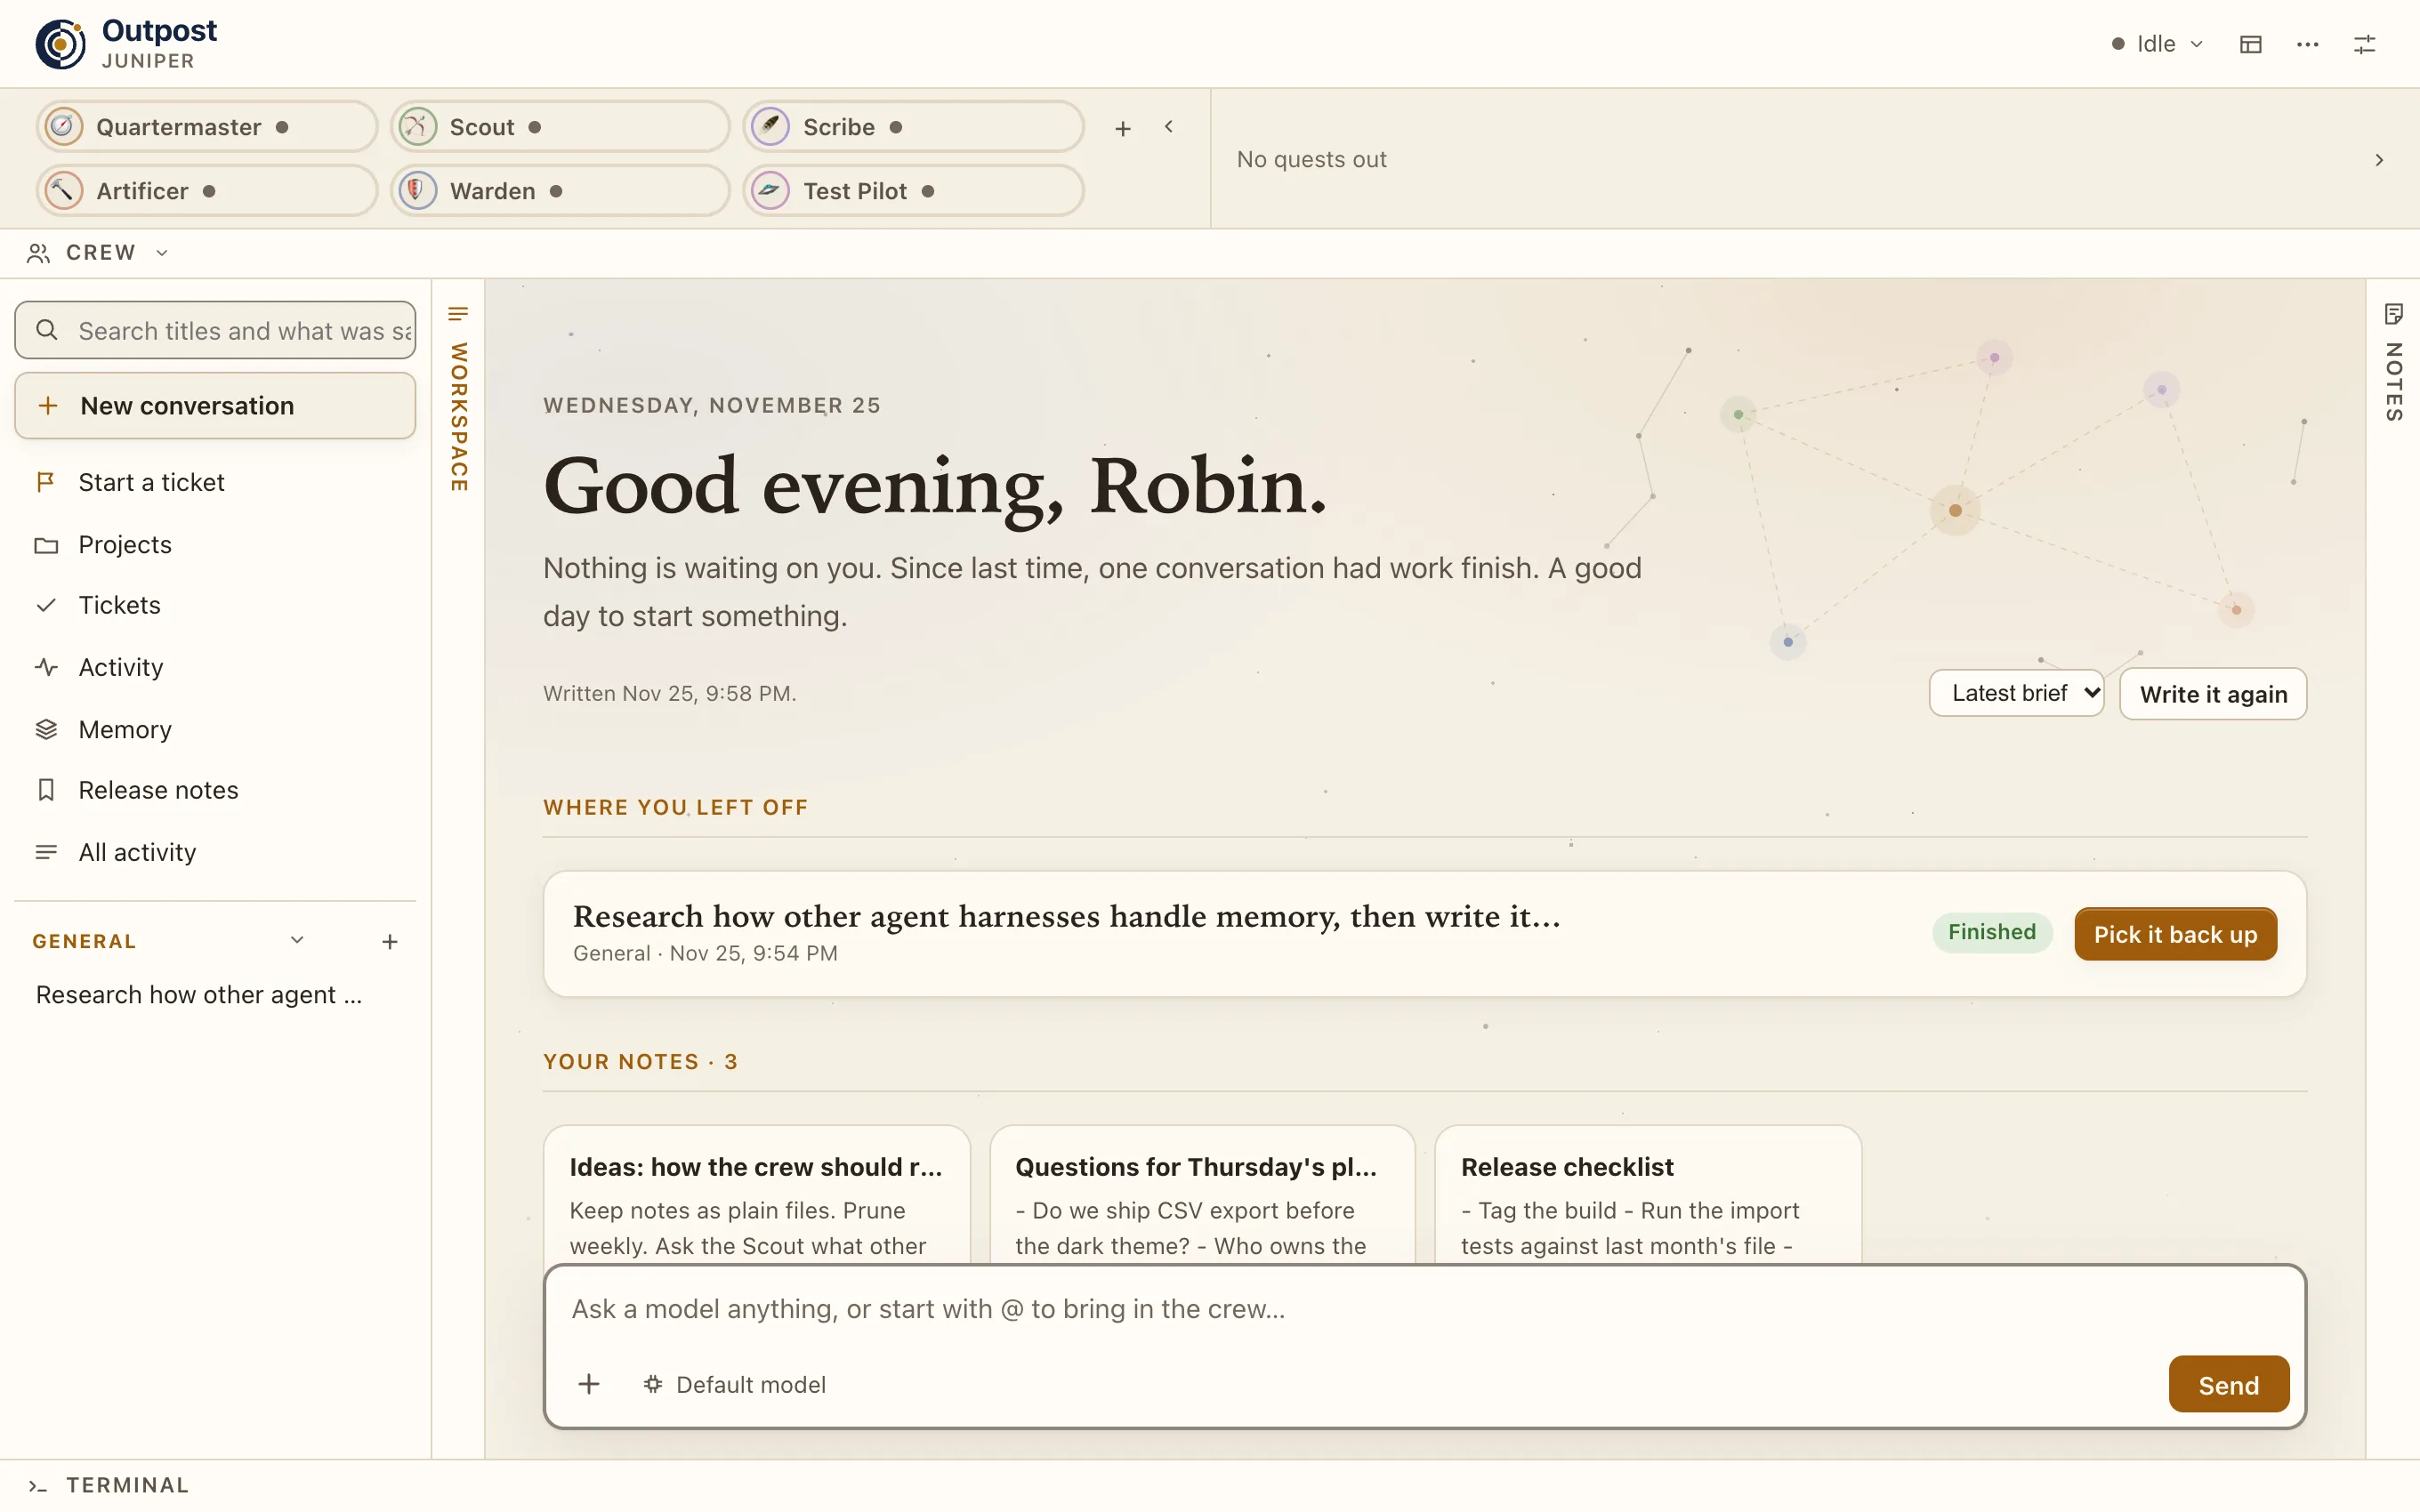 Outpost
JUNIPER
Idle
Quartermaster
Scout
Scribe
Artificer
Warden
Test Pilot
No quests out
CREW
Search titles and what was sa
New conversation
Start a ticket
Projects
Tickets
Activity
Memory
Release notes
All activity
GENERAL
Research how other agent ...
WORKSPACE
WEDNESDAY, NOVEMBER 25
Good evening, Robin.
Nothing is waiting on you. Since last time, one conversation had work finish. A good
day to start something.
Written Nov 25, 9:58 PM.
Latest brief
Write it again
WHERE YOU LEFT OFF
Research how other agent harnesses handle memory, then write it...
General · Nov 25, 9:54 PM
Finished
Pick it back up
YOUR NOTES · 3
Ideas: how the crew should r...
Keep notes as plain files. Prune
weekly. Ask the Scout what other
Questions for Thursday's pl...
- Do we ship CSV export before
the dark theme? - Who owns the
Release checklist
- Tag the build - Run the import
tests against last month's file -
Ask a model anything, or start with @ to bring in the crew...
Default model
Send
NOTES
TERMINAL